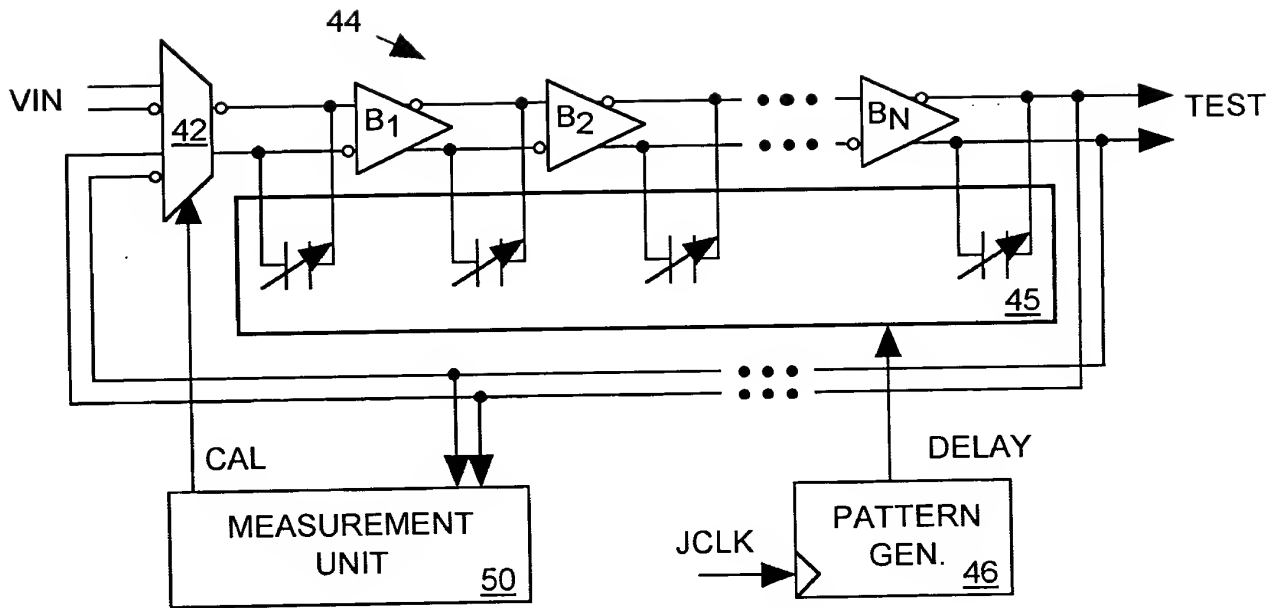 44
VIN
42
B1
B2
BN
TEST
45
CAL
DELAY
MEASUREMENT
UNIT
50
JCLK
PATTERN
GEN.
46